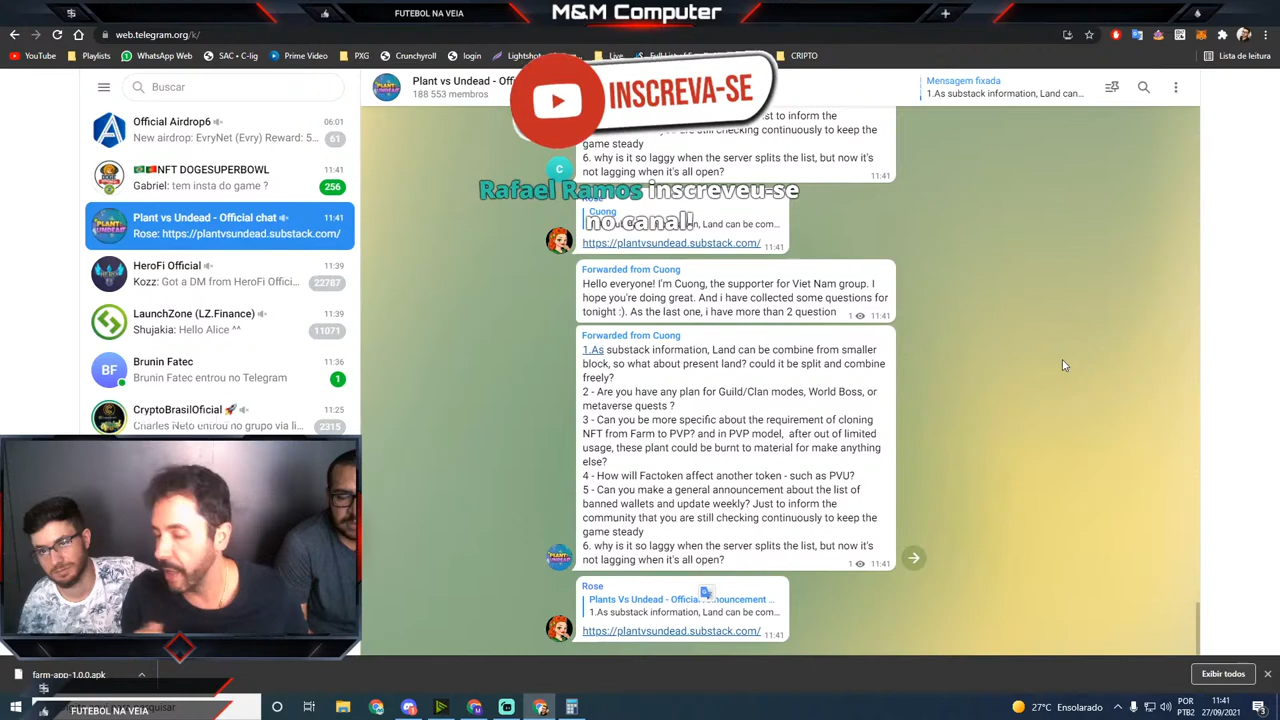 M&M Computer
FUTEBOL NA VEIA
web.telegram.org/k/
YouTube
Playlists
WhatsApp Web
SAC + C-lig
Prime Video
PXG
Crunchyroll
login
Lightshot
Live
CRIPTO
Lista de leitura
Buscar
Plant vs Undead - Off
188 553 membros
INSCREVA-SE
Mensagem fixada
1.As substack information, Land can b...
Rafael Ramos inscreveu-se
no canal!
Official Airdrop6
06:01
New airdrop: EvryNet (Evry) Reward: 5...
61
NFT DOGESUPERBOWL
11:41
Gabriel: tem insta do game ?
256
Plant vs Undead - Official chat
11:41
Rose: https://plantvsundead.substack.com/
HeroFi Official
11:39
Kozz: Got a DM from HeroFi Offici...
22787
LaunchZone (LZ.Finance)
11:39
Shujakia: Hello Alice ^^
11071
BF
Brunin Fatec
11:36
Brunin Fatec entrou no Telegram
1
CryptoBrasilOficial
11:25
Charles Neto entrou no grupo via li...
2315
st to inform the
are still checking continuously to keep the
game steady
6. why is it so laggy when the server splits the list, but now it's
not lagging when it's all open?
11:41
C
Rose
Cuong
, Land can be com...
https://plantvsundead.substack.com/
11:41
Forwarded from Cuong
Hello everyone! I'm Cuong, the supporter for Viet Nam group. I
hope you're doing great. And i have collected some questions for
tonight :). As the last one, i have more than 2 question
1 11:41
Forwarded from Cuong
1.As substack information, Land can be combine from smaller
block, so what about present land? could it be split and combine
freely?
2 - Are you have any plan for Guild/Clan modes, World Boss, or
metaverse quests ?
3 - Can you be more specific about the requirement of cloning
NFT from Farm to PVP? and in PVP model, after out of limited
usage, these plant could be burnt to material for make anything
else?
4 - How will Factoken affect another token - such as PVU?
5 - Can you make a general announcement about the list of
banned wallets and update weekly? Just to inform the
community that you are still checking continuously to keep the
game steady
6. why is it so laggy when the server splits the list, but now it's
not lagging when it's all open?
1 11:41
Rose
Plants Vs Undead - Official Announcement ...
1.As substack information, Land can be com...
https://plantvsundead.substack.com/
11:41
farm-app-1.0.0.apk
Exibir todos
FUTEBOL NA VEIA
pesquisar
27°C Ensolarado
POR
PTB2
11:41
27/09/2021